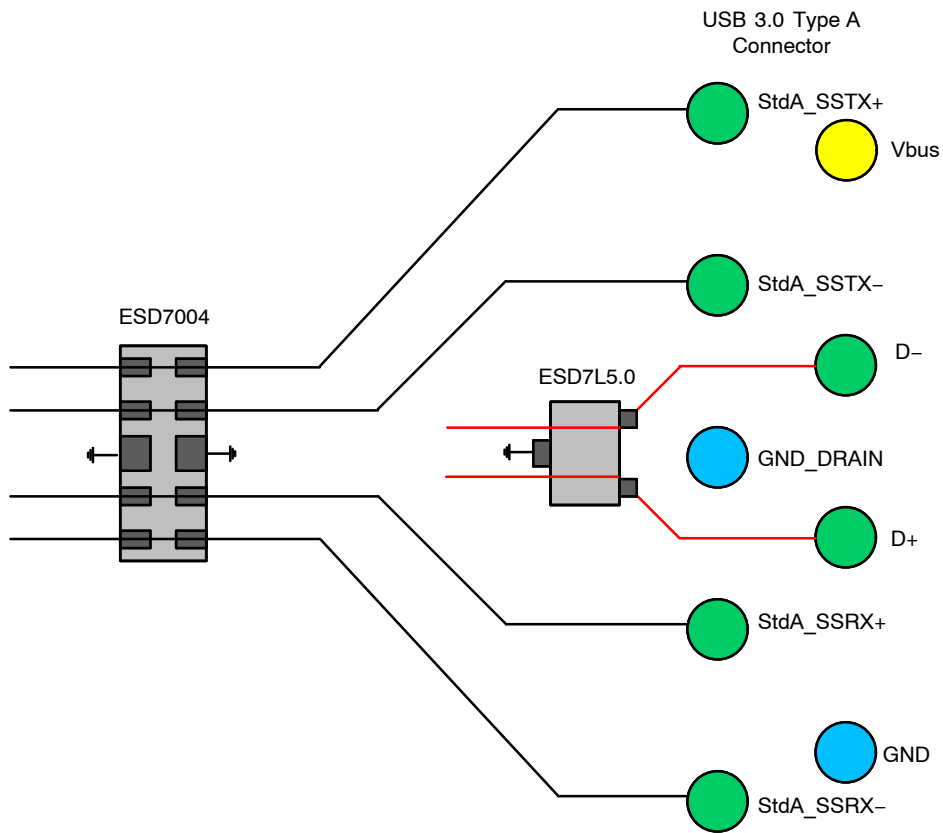 USB 3.0 Type A
Connector
StdA_SSTX+
Vbus
StdA_SSTX−
ESD7004
D−
ESD7L5.0
GND_DRAIN
D+
StdA_SSRX+
GND
StdA_SSRX−